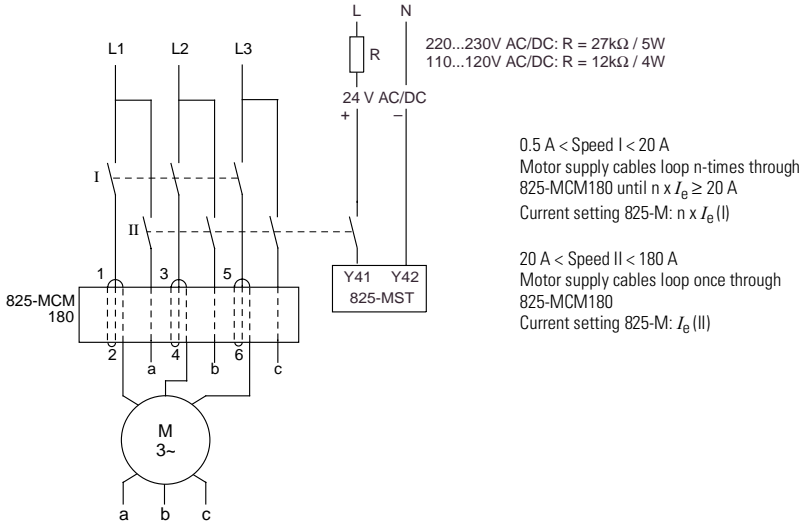 L N
L1 L2 L3
R
220...230V AC/DC: R = 27kΩ / 5W
110...120V AC/DC: R = 12kΩ / 4W
24 V AC/DC
+ –
I
II
0.5 A < Speed I < 20 A
Motor supply cables loop n-times through
825-MCM180 until n x Ie ≥ 20 A
Current setting 825-M: n x Ie (I)
20 A < Speed II < 180 A
Motor supply cables loop once through
825-MCM180
Current setting 825-M: Ie (II)
1 3 5
Y41 Y42
825-MST
825-MCM
180
2 4 6
a b c
M
3~
a b c